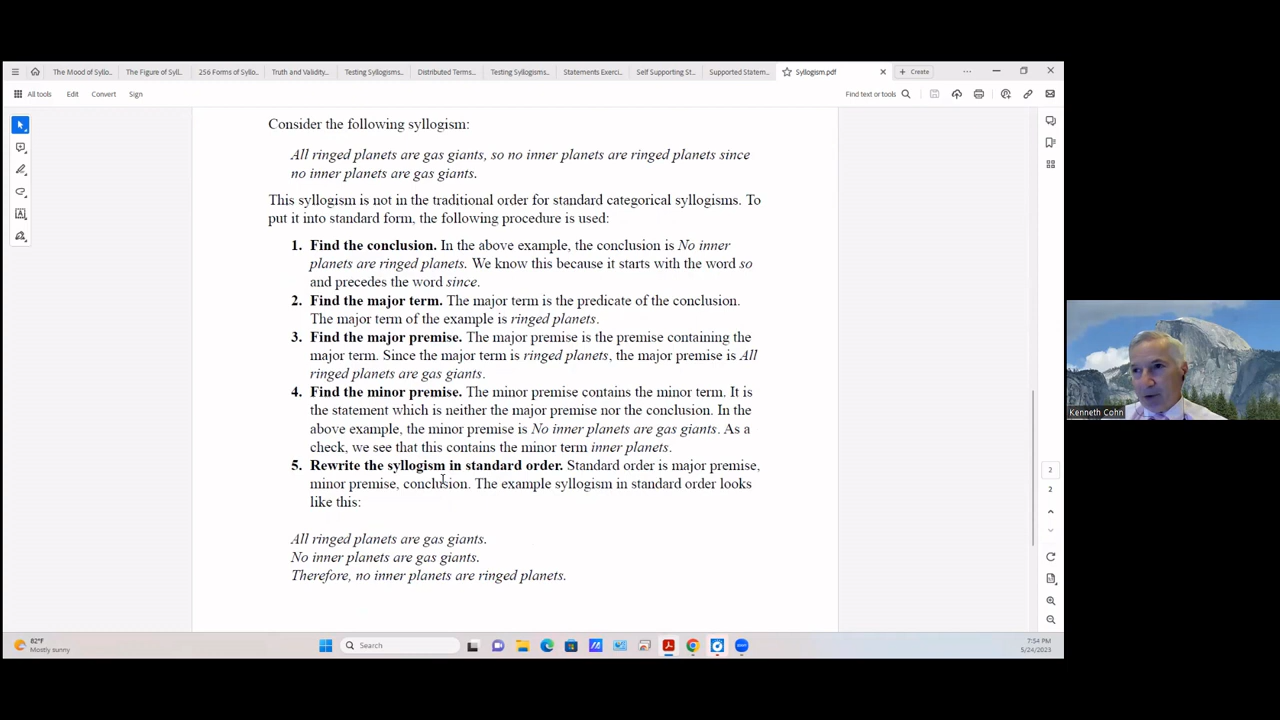 The Mood of Syllo... The Figure of Syll... 256 Forms of Syllo... Truth and Validity... Testing Syllogisms... Distributed Terms... Testing Syllogisms... Statements Exerci... Self Supporting St... Supported Statem... Syllogism.pdf Create
All tools Edit Convert Sign Find text or tools
Consider the following syllogism:
All ringed planets are gas giants, so no inner planets are ringed planets since
no inner planets are gas giants.
This syllogism is not in the traditional order for standard categorical syllogisms. To
put it into standard form, the following procedure is used:
1. Find the conclusion. In the above example, the conclusion is No inner
planets are ringed planets. We know this because it starts with the word so
and precedes the word since.
2. Find the major term. The major term is the predicate of the conclusion.
The major term of the example is ringed planets.
3. Find the major premise. The major premise is the premise containing the
major term. Since the major term is ringed planets, the major premise is All
ringed planets are gas giants.
4. Find the minor premise. The minor premise contains the minor term. It is
the statement which is neither the major premise nor the conclusion. In the
above example, the minor premise is No inner planets are gas giants. As a
check, we see that this contains the minor term inner planets.
5. Rewrite the syllogism in standard order. Standard order is major premise,
minor premise, conclusion. The example syllogism in standard order looks
like this:
All ringed planets are gas giants.
No inner planets are gas giants.
Therefore, no inner planets are ringed planets.
2
2
Kenneth Cohn
82°F
Mostly sunny
Search
7:54 PM
5/24/2023